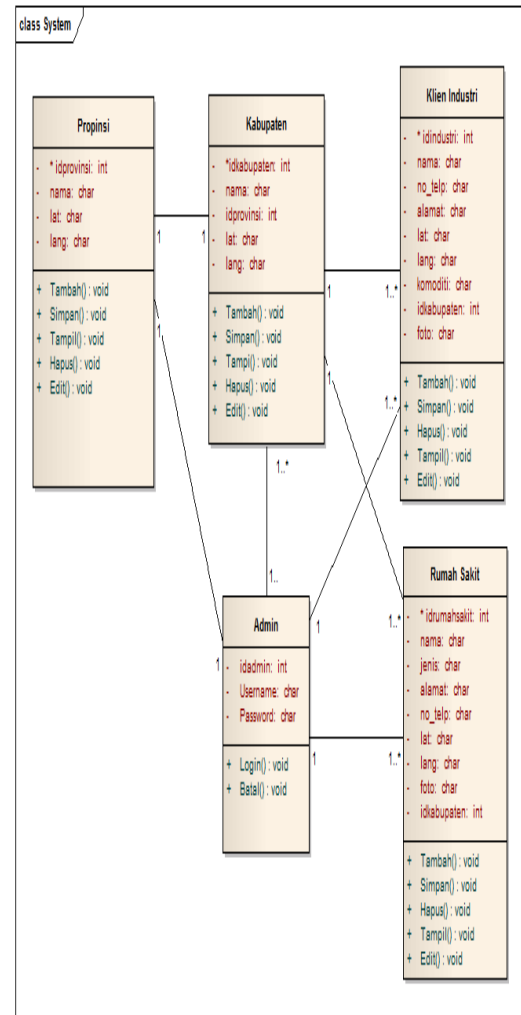 class System
Propinsi
- * idprovinsi: int
- nama: char
- lat: char
- lang: char
+ Tambah() : void
+ Simpan() : void
+ Tampil() : void
+ Hapus() : void
+ Edit() : void
Kabupaten
- *idkabupaten: int
- nama: char
- idprovinsi: int
- lat: char
- lang: char
+ Tambah() : void
+ Simpan() : void
+ Tampi() : void
+ Hapus() : void
+ Edit() : void
Klien Industri
- * idindustri: int
- nama: char
- no_telp: char
- alamat: char
- lat: char
- lang: char
- komoditi: char
- idkabupaten: int
- foto: char
+ Tambah() : void
+ Simpan() : void
+ Hapus() : void
+ Tampil() : void
+ Edit() : void
1
1
1
1..*
1
1
1..*
1..*
1..
Admin
- idadmin: int
- Username: char
- Password: char
+ Login() : void
+ Batal() : void
1
1
1..*
1
1..*
Rumah Sakit
- * idrumahsakit: int
- nama: char
- jenis: char
- alamat: char
- no_telp: char
- lat: char
- lang: char
- foto: char
- idkabupaten: int
+ Tambah() : void
+ Simpan() : void
+ Hapus() : void
+ Tampil() : void
+ Edit() : void